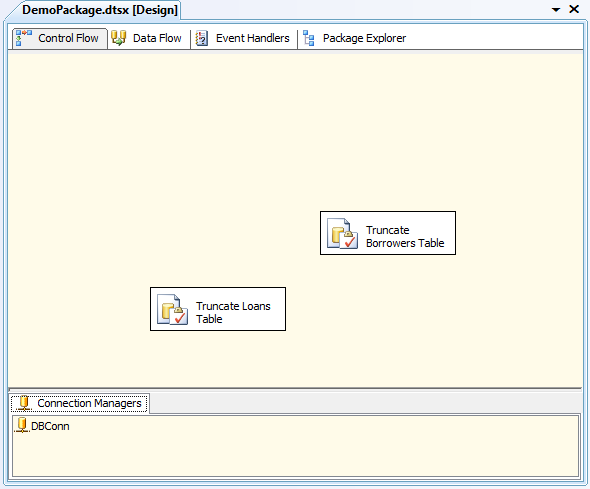 DemoPackage.dtsx [Design]
Control Flow
Data Flow
Event Handlers
Package Explorer
Truncate
Borrowers Table
Truncate Loans
Table
Connection Managers
DBConn